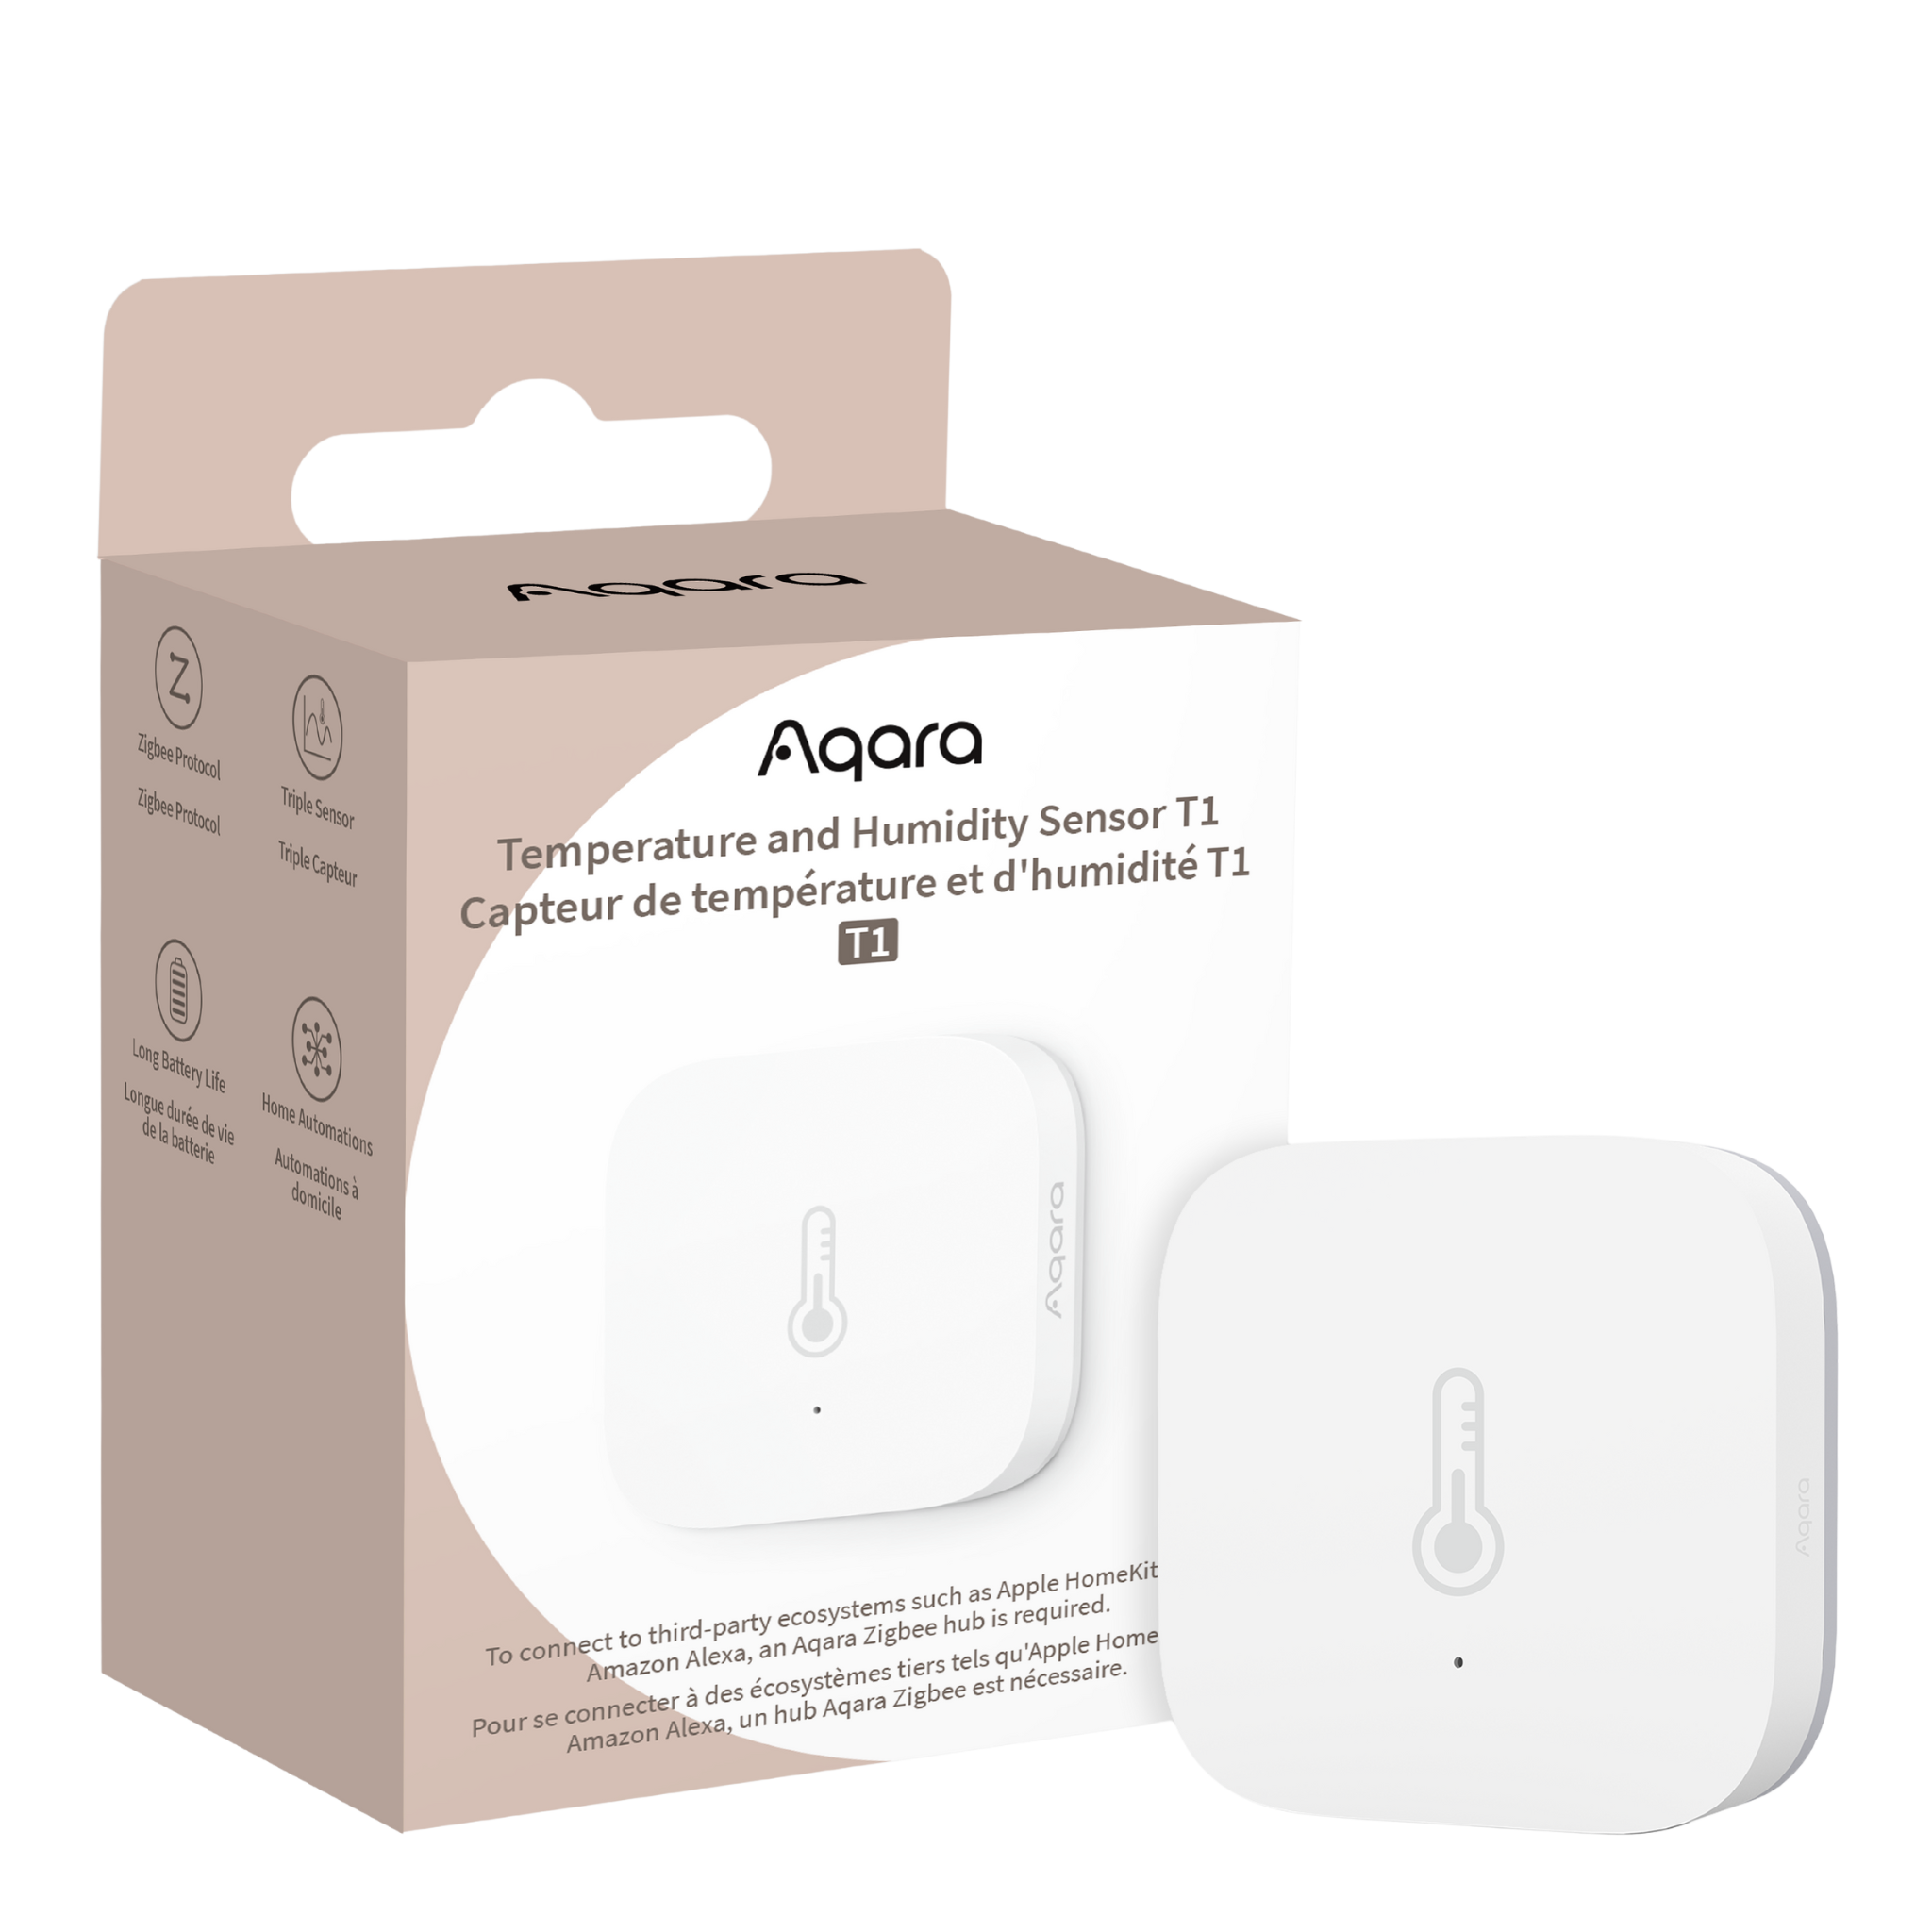 Aqara
Zigbee Protocol
Zigbee Protocol
Triple Sensor
Triple Capteur
Long Battery Life
Longue durée de vie
de la batterie
Home Automations
Automations à
domicile
Aqara
Temperature and Humidity Sensor T1
Capteur de température et d'humidité T1
T1
Aqara
To connect to third-party ecosystems such as Apple HomeKit
Amazon Alexa, an Aqara Zigbee hub is required.
Pour se connecter à des écosystèmes tiers tels qu'Apple Home
Amazon Alexa, un hub Aqara Zigbee est nécessaire.
Aqara